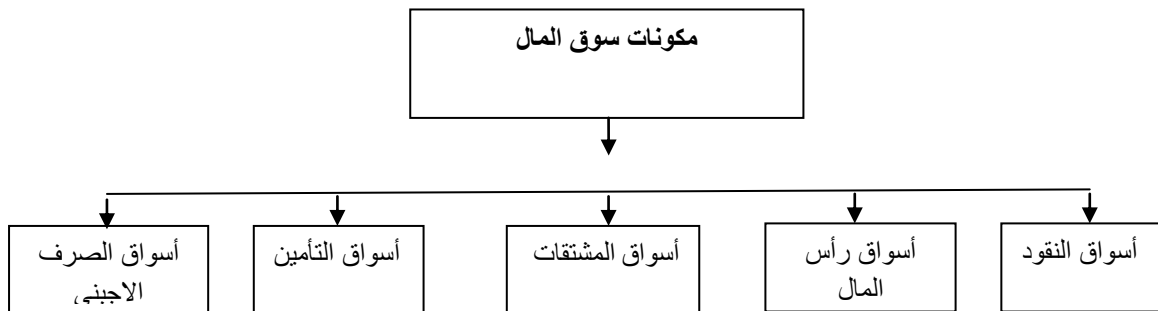 مكونات سوق المال
أسواق النقود
أسواق رأس
المال
أسواق المشتقات
أسواق التأمين
أسواق الصرف
الاجنبي